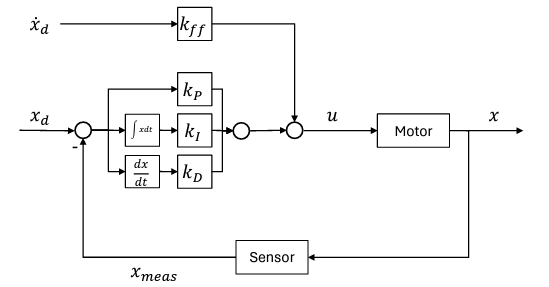 ẋ_d
k_ff
k_P
x_d
∫xdt
k_I
u
Motor
x
-
dx/dt
k_D
Sensor
x_meas